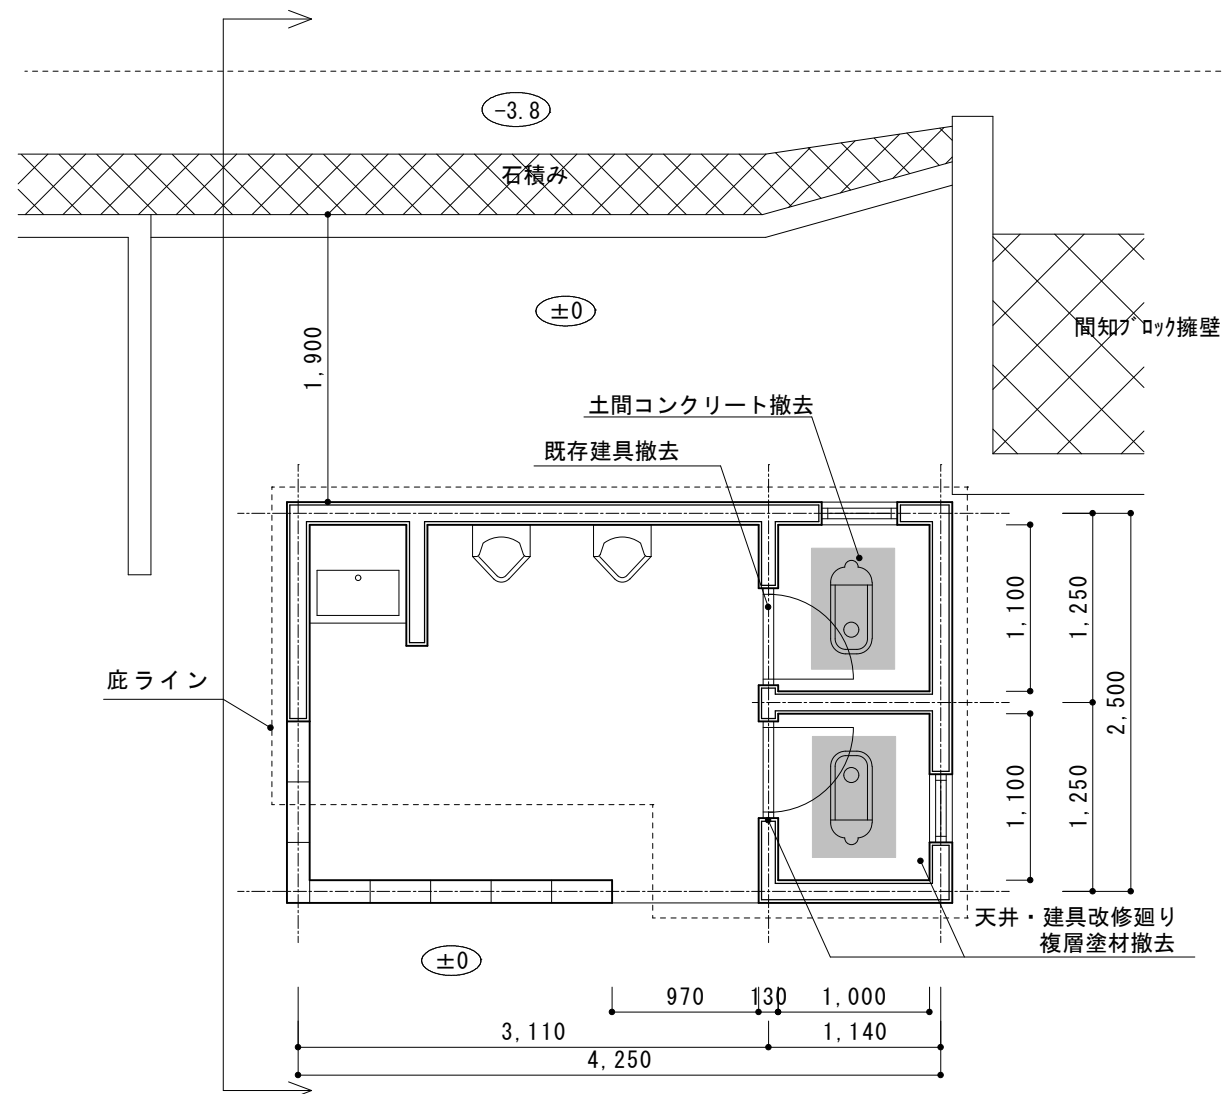 -3.8
石積み
±0
間知ブロック擁壁
1,900
土間コンクリート撤去
既存建具撤去
庇ライン
1,100
1,250
2,500
1,100
1,250
天井・建具改修廻り
複層塗材撤去
±0
970
130
1,000
3,110
1,140
4,250